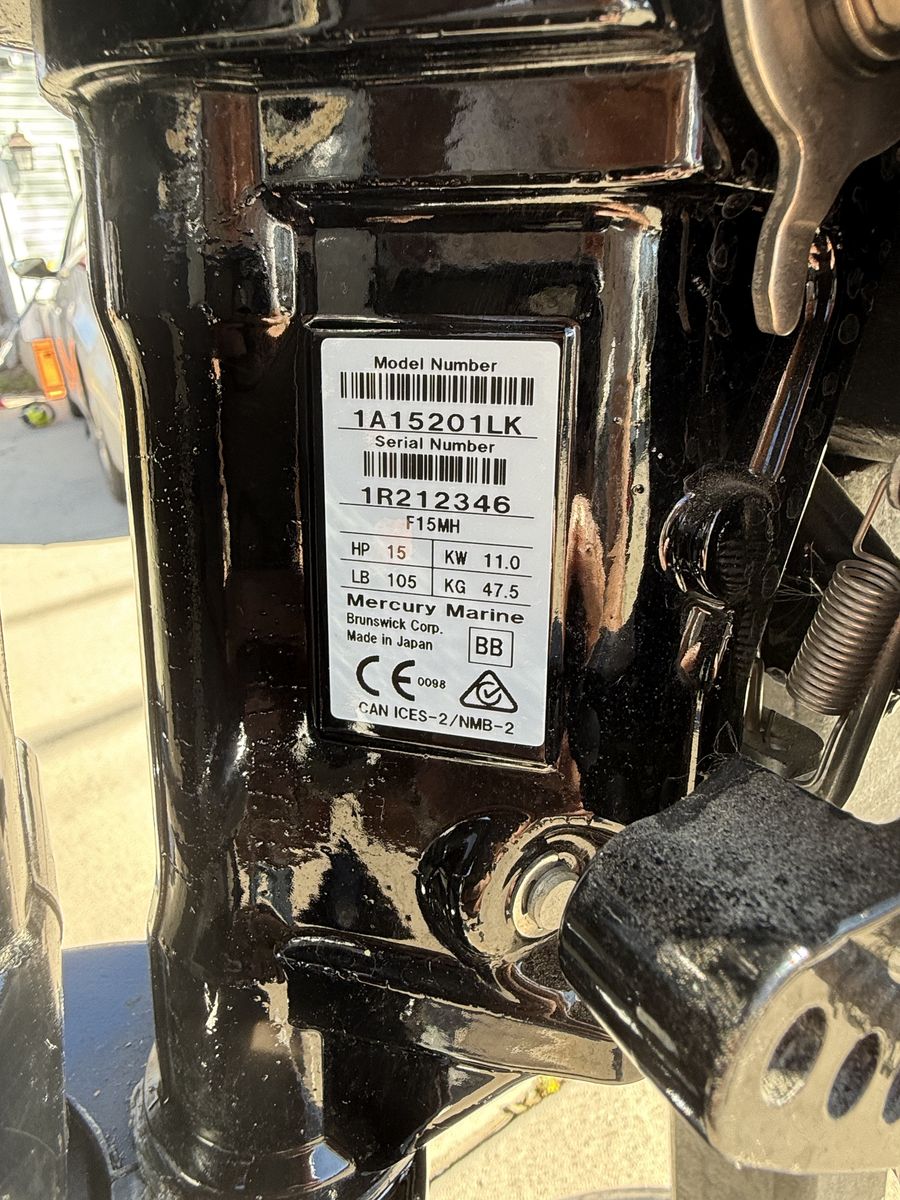 Model Number
1A15201LK
Serial Number
1R212346
F15MH
HP 15 KW 11.0
LB 105 KG 47.5
Mercury Marine
Brunswick Corp.
Made in Japan BB
CE 0098
CAN ICES-2/NMB-2